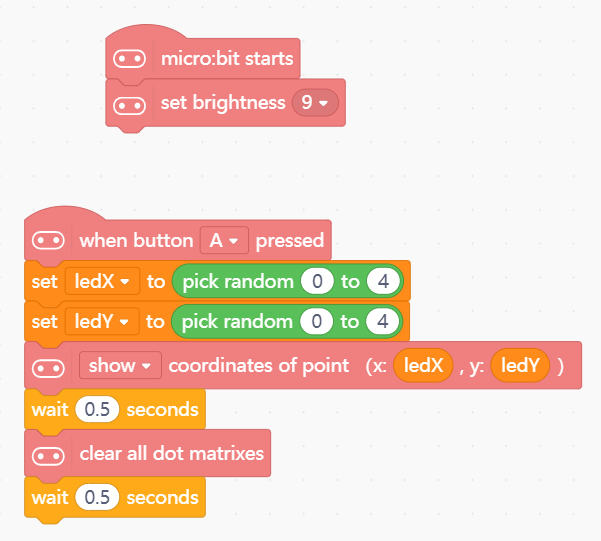 micro:bit starts
set brightness 9
when button A pressed
set ledX to pick random 0 to 4
set ledY to pick random 0 to 4
show coordinates of point (x: ledX , y: ledY )
wait 0.5 seconds
clear all dot matrixes
wait 0.5 seconds